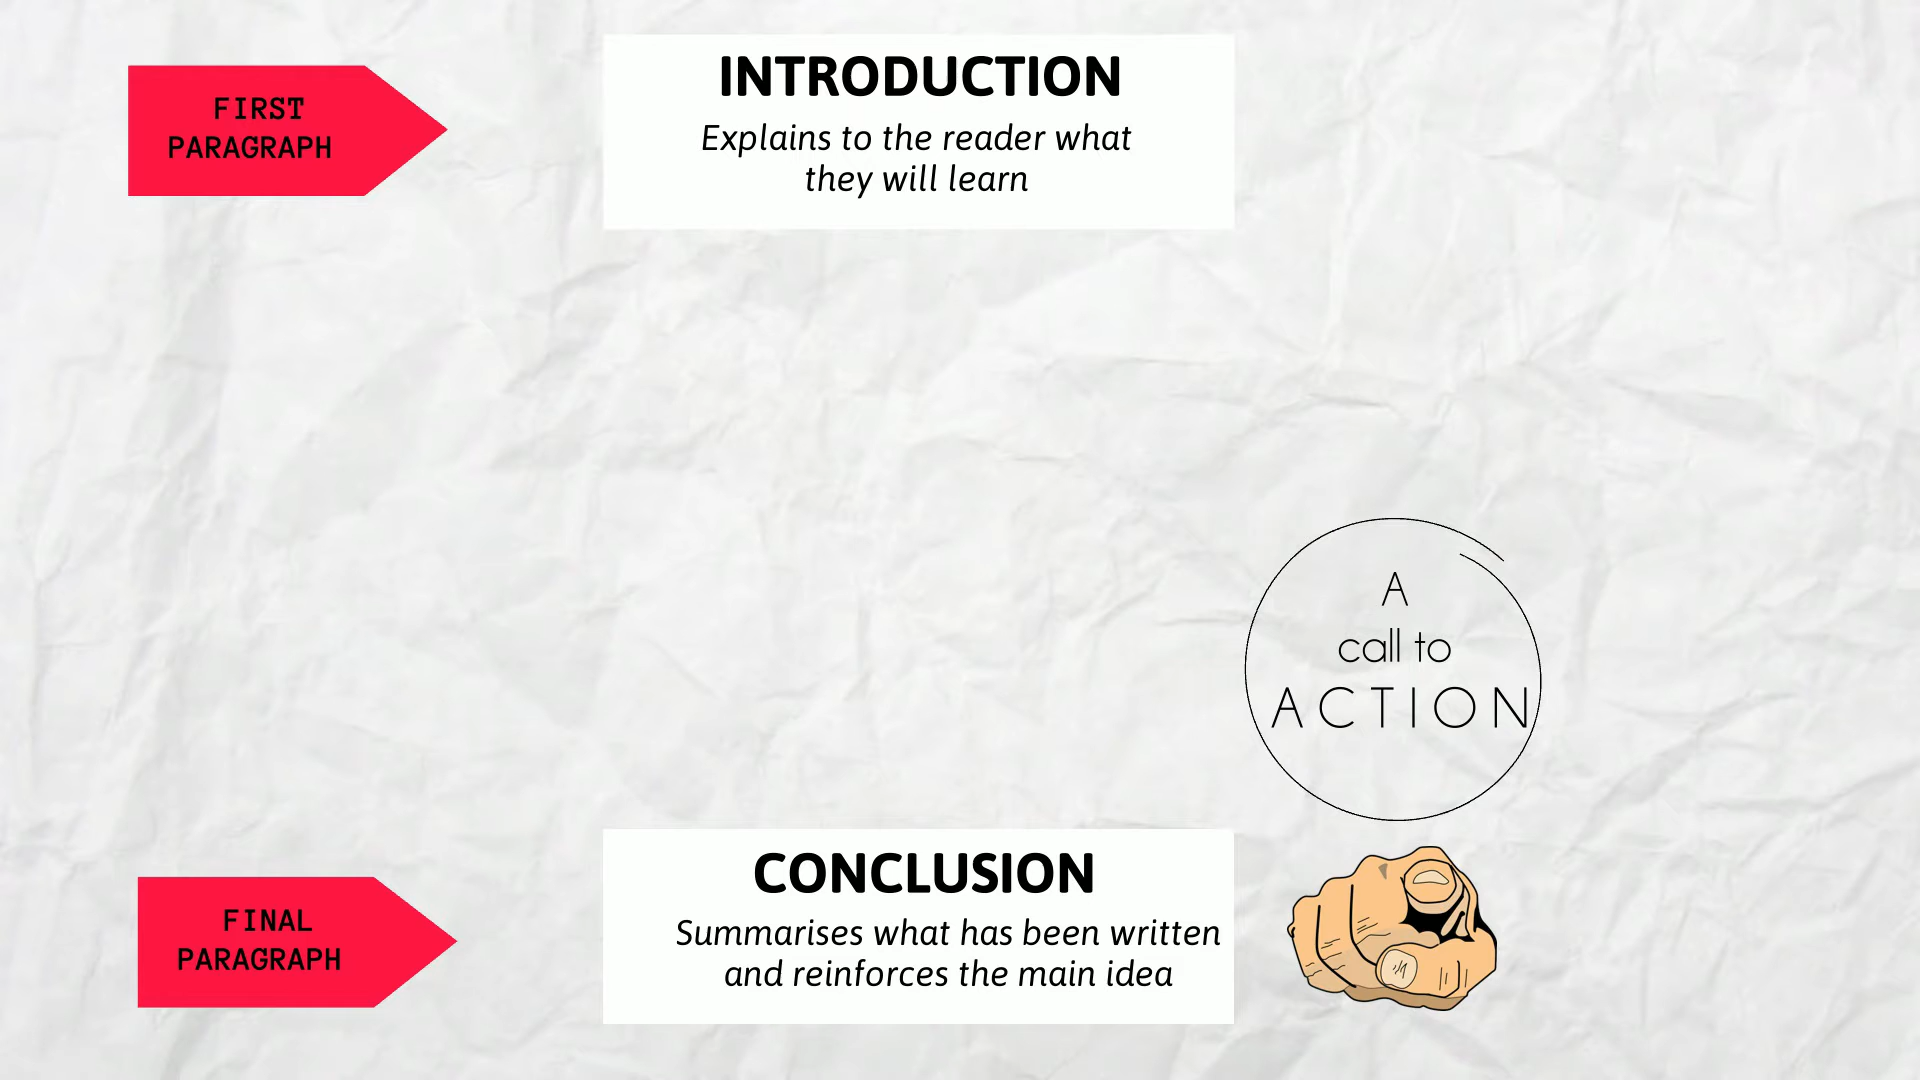 FIRST
PARAGRAPH
INTRODUCTION
Explains to the reader what
they will learn
A
call to
ACTION
FINAL
PARAGRAPH
CONCLUSION
Summarises what has been written
and reinforces the main idea